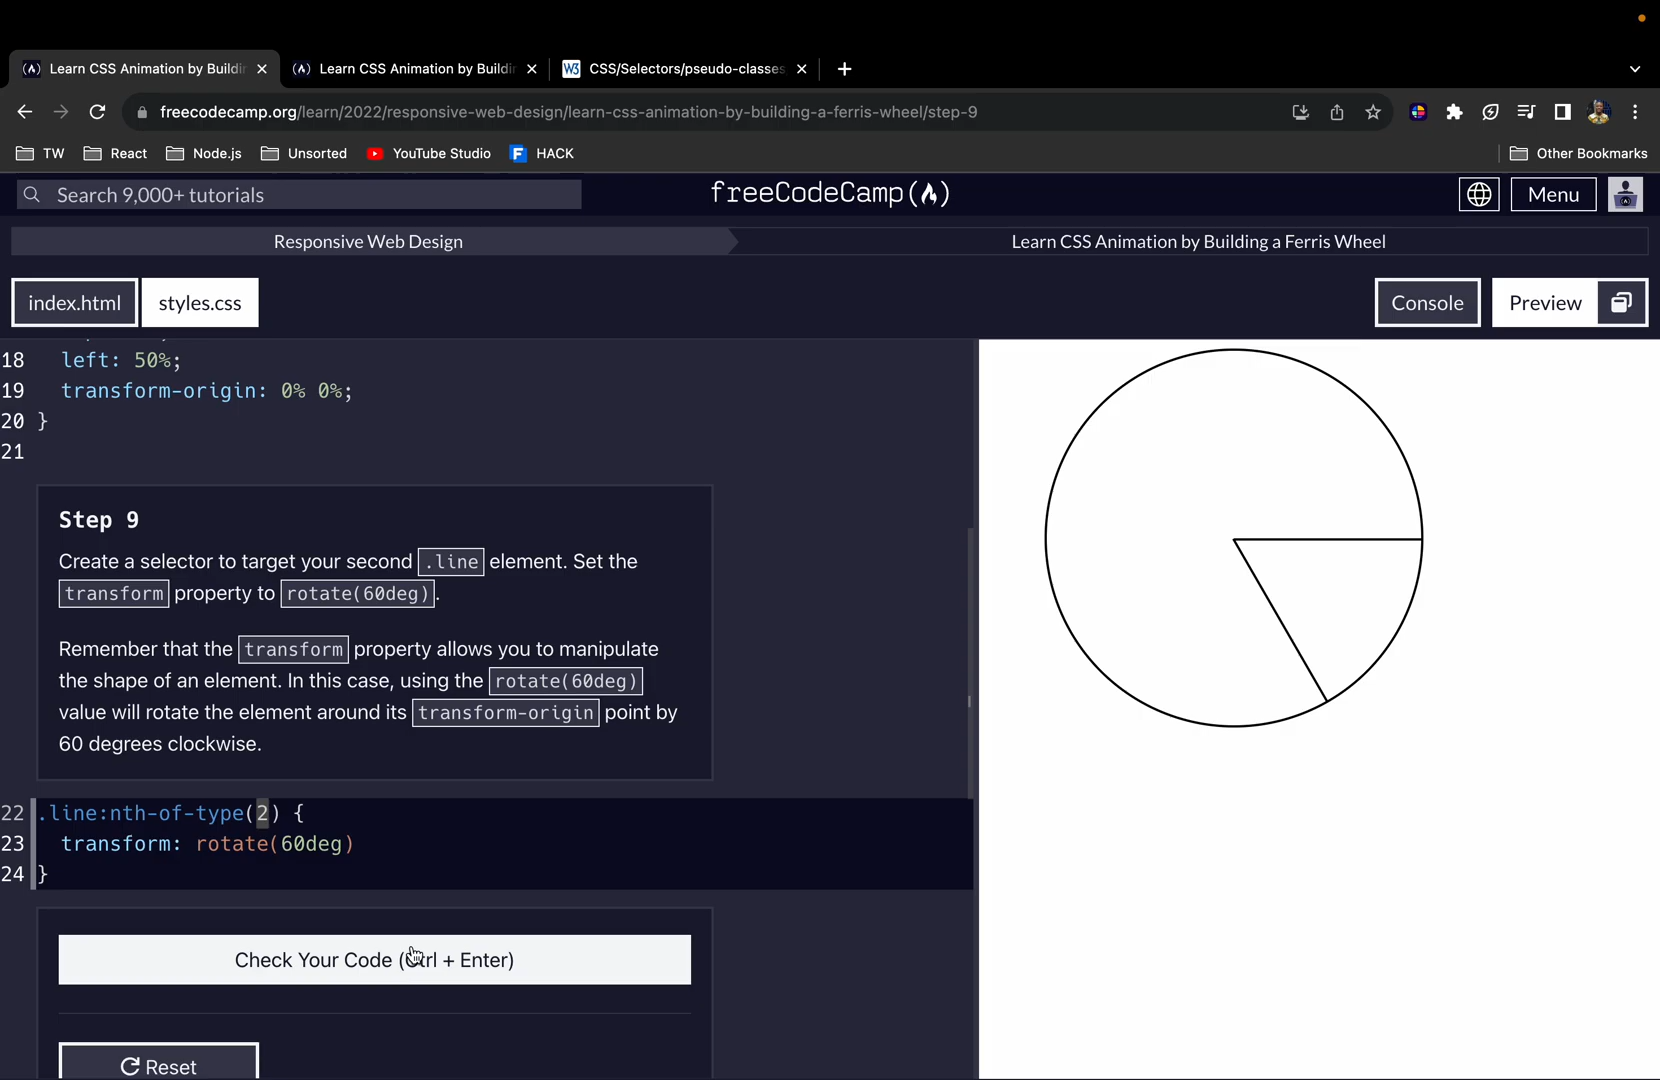 Learn CSS Animation by Buildin
Learn CSS Animation by Buildin
W3 CSS/Selectors/pseudo-classes
freecodecamp.org/learn/2022/responsive-web-design/learn-css-animation-by-building-a-ferris-wheel/step-9
TW React Node.js Unsorted YouTube Studio F HACK Other Bookmarks
Search 9,000+ tutorials
freeCodeCamp
Menu
Responsive Web Design
Learn CSS Animation by Building a Ferris Wheel
index.html
styles.css
Console
Preview
18 left: 50%;
19 transform-origin: 0% 0%;
20 }
21
Step 9
Create a selector to target your second .line element. Set the
transform property to rotate(60deg).
Remember that the transform property allows you to manipulate
the shape of an element. In this case, using the rotate(60deg)
value will rotate the element around its transform-origin point by
60 degrees clockwise.
22 .line:nth-of-type(2) {
23 transform: rotate(60deg)
24 }
Check Your Code (Ctrl + Enter)
Reset